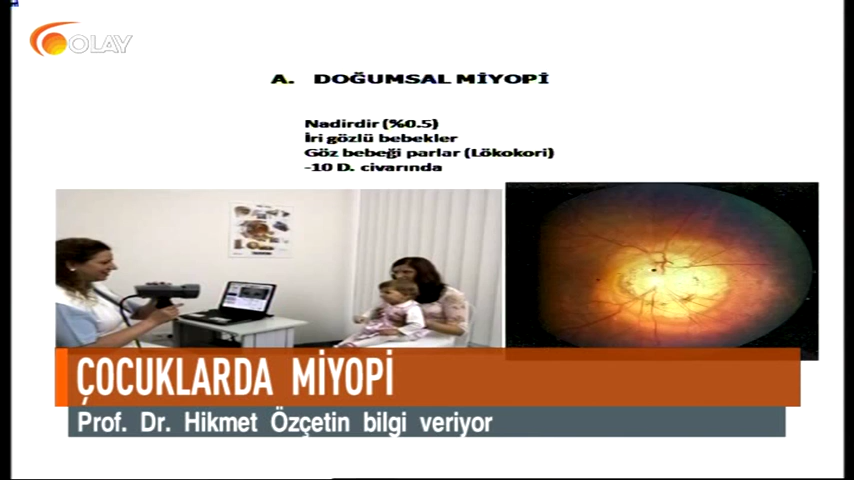 OLAY
A. DOĞUMSAL MİYOPİ
Nadirdir (%0.5)
İri gözlü bebekler
Göz bebeği parlar (Lökokori)
-10 D. civarında
ÇOCUKLARDA MİYOPİ
Prof. Dr. Hikmet Özçetin bilgi veriyor